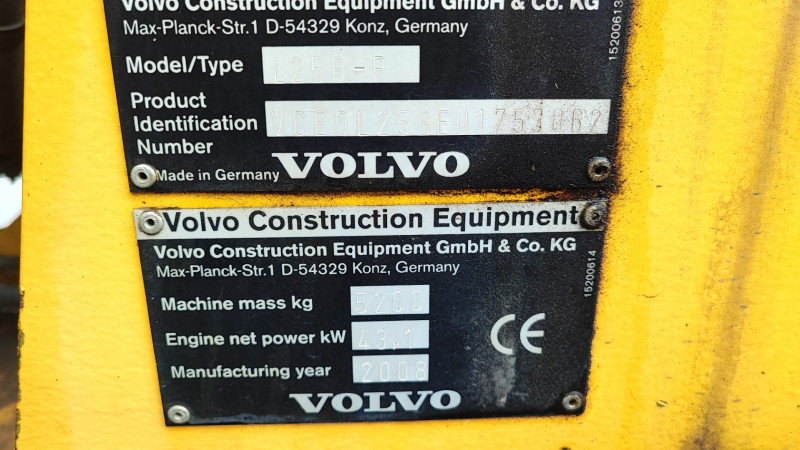 Volvo Construction Equipment GmbH & Co. KG
Max-Planck-Str.1 D-54329 Konz, Germany
Model/Type
Product
Identification
Number
Made in Germany VOLVO
15200613
Volvo Construction Equipment
Volvo Construction Equipment GmbH & Co. KG
Max-Planck-Str.1 D-54329 Konz, Germany
Machine mass kg 5200
Engine net power kW 43,1
Manufacturing year 2008
CE
VOLVO
15200614